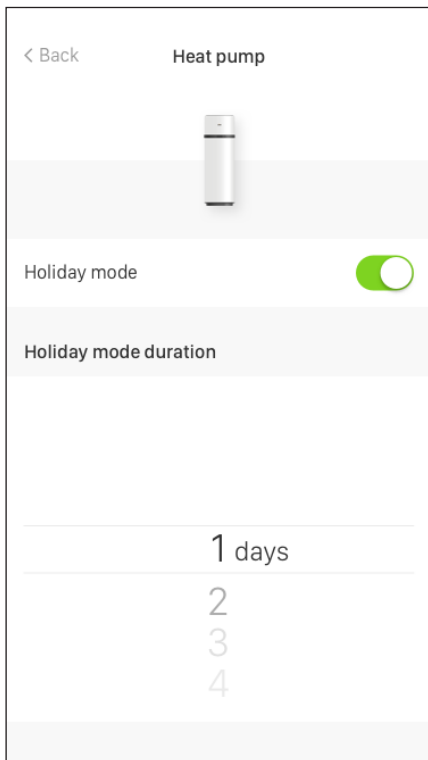 < Back Heat pump
Holiday mode
Holiday mode duration
1 days
2
3
4